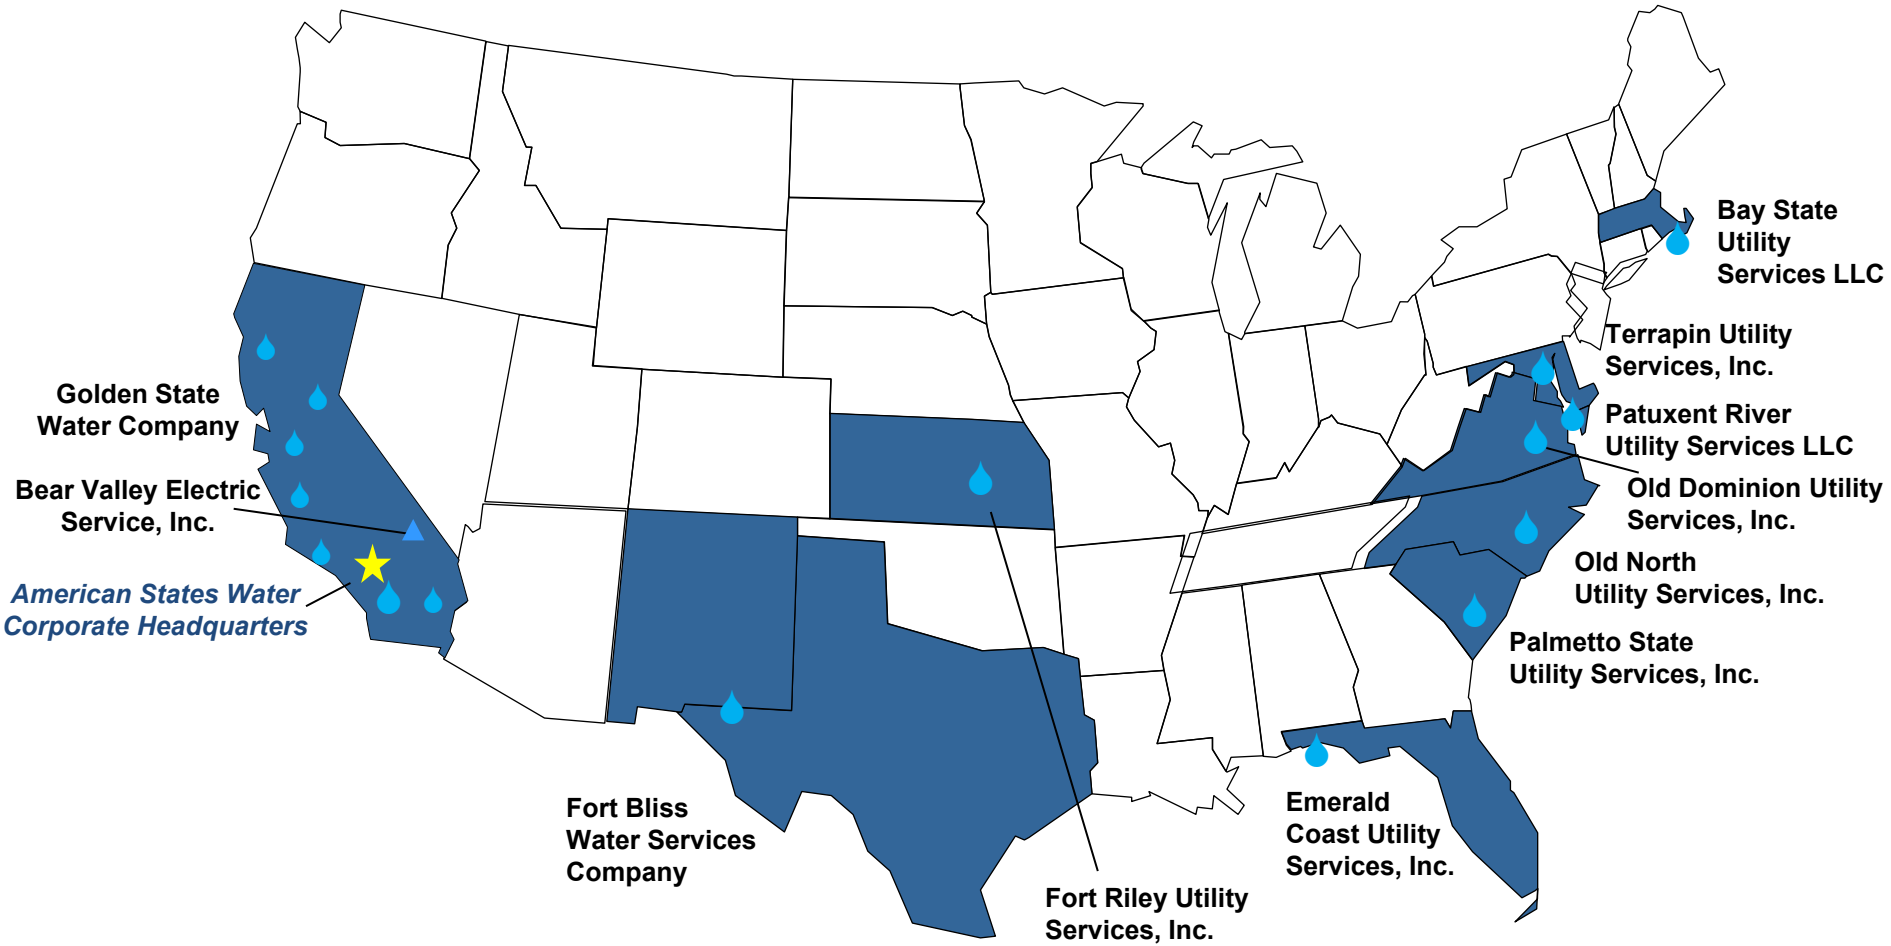 Golden State
Water Company
Bear Valley Electric
Service, Inc.
American States Water
Corporate Headquarters
Fort Bliss
Water Services
Company
Fort Riley Utility
Services, Inc.
Emerald
Coast Utility
Services, Inc.
Bay State
Utility
Services LLC
Terrapin Utility
Services, Inc.
Patuxent River
Utility Services LLC
Old Dominion Utility
Services, Inc.
Old North
Utility Services, Inc.
Palmetto State
Utility Services, Inc.